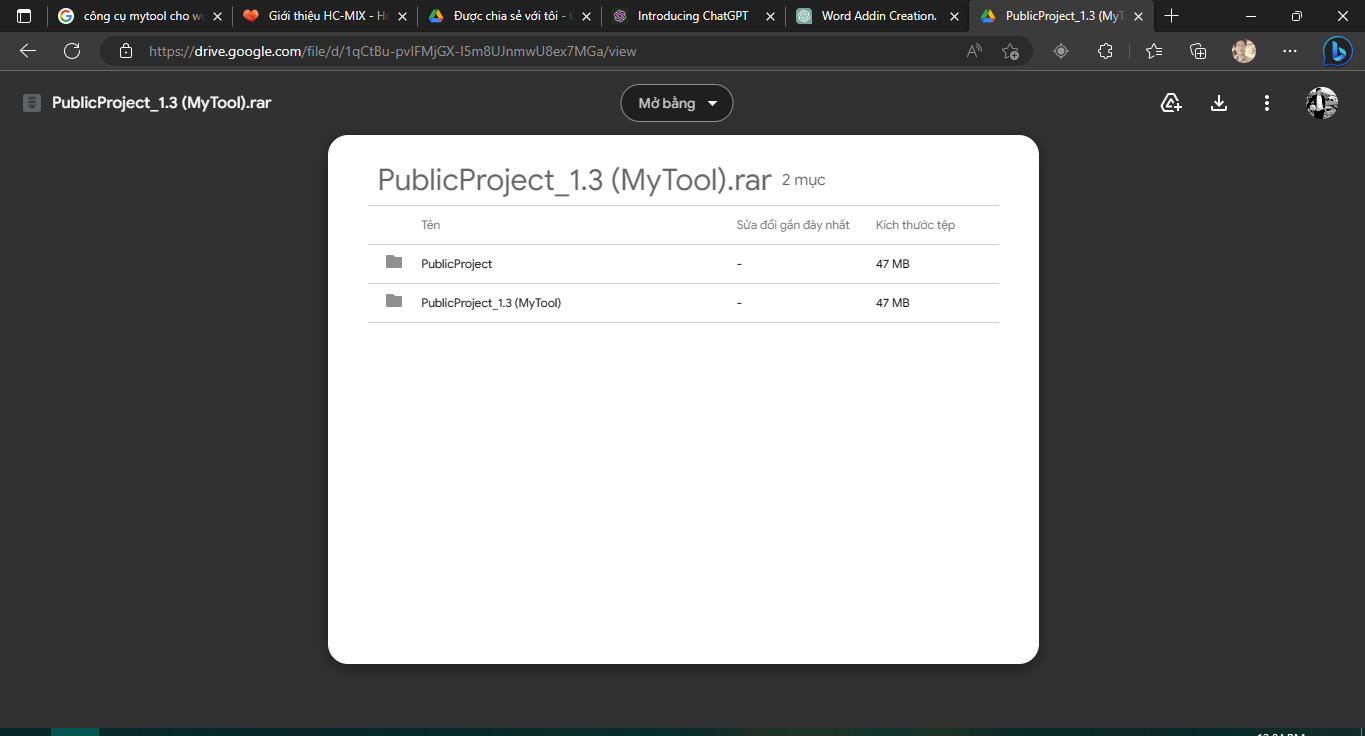 công cụ mytool cho wo
Giới thiệu HC-MIX - Ho
Được chia sẻ với tôi - G
Introducing ChatGPT
Word Addin Creation.
PublicProject_1.3 (MyT
https://drive.google.com/file/d/1qCtBu-pvlFMjGX-I5m8UJnmwU8ex7MGa/view
PublicProject_1.3 (MyTool).rar
Mở bằng
PublicProject_1.3 (MyTool).rar 2 mục
Tên Sửa đổi gần đây nhất Kích thước tệp
PublicProject - 47 MB
PublicProject_1.3 (MyTool) - 47 MB